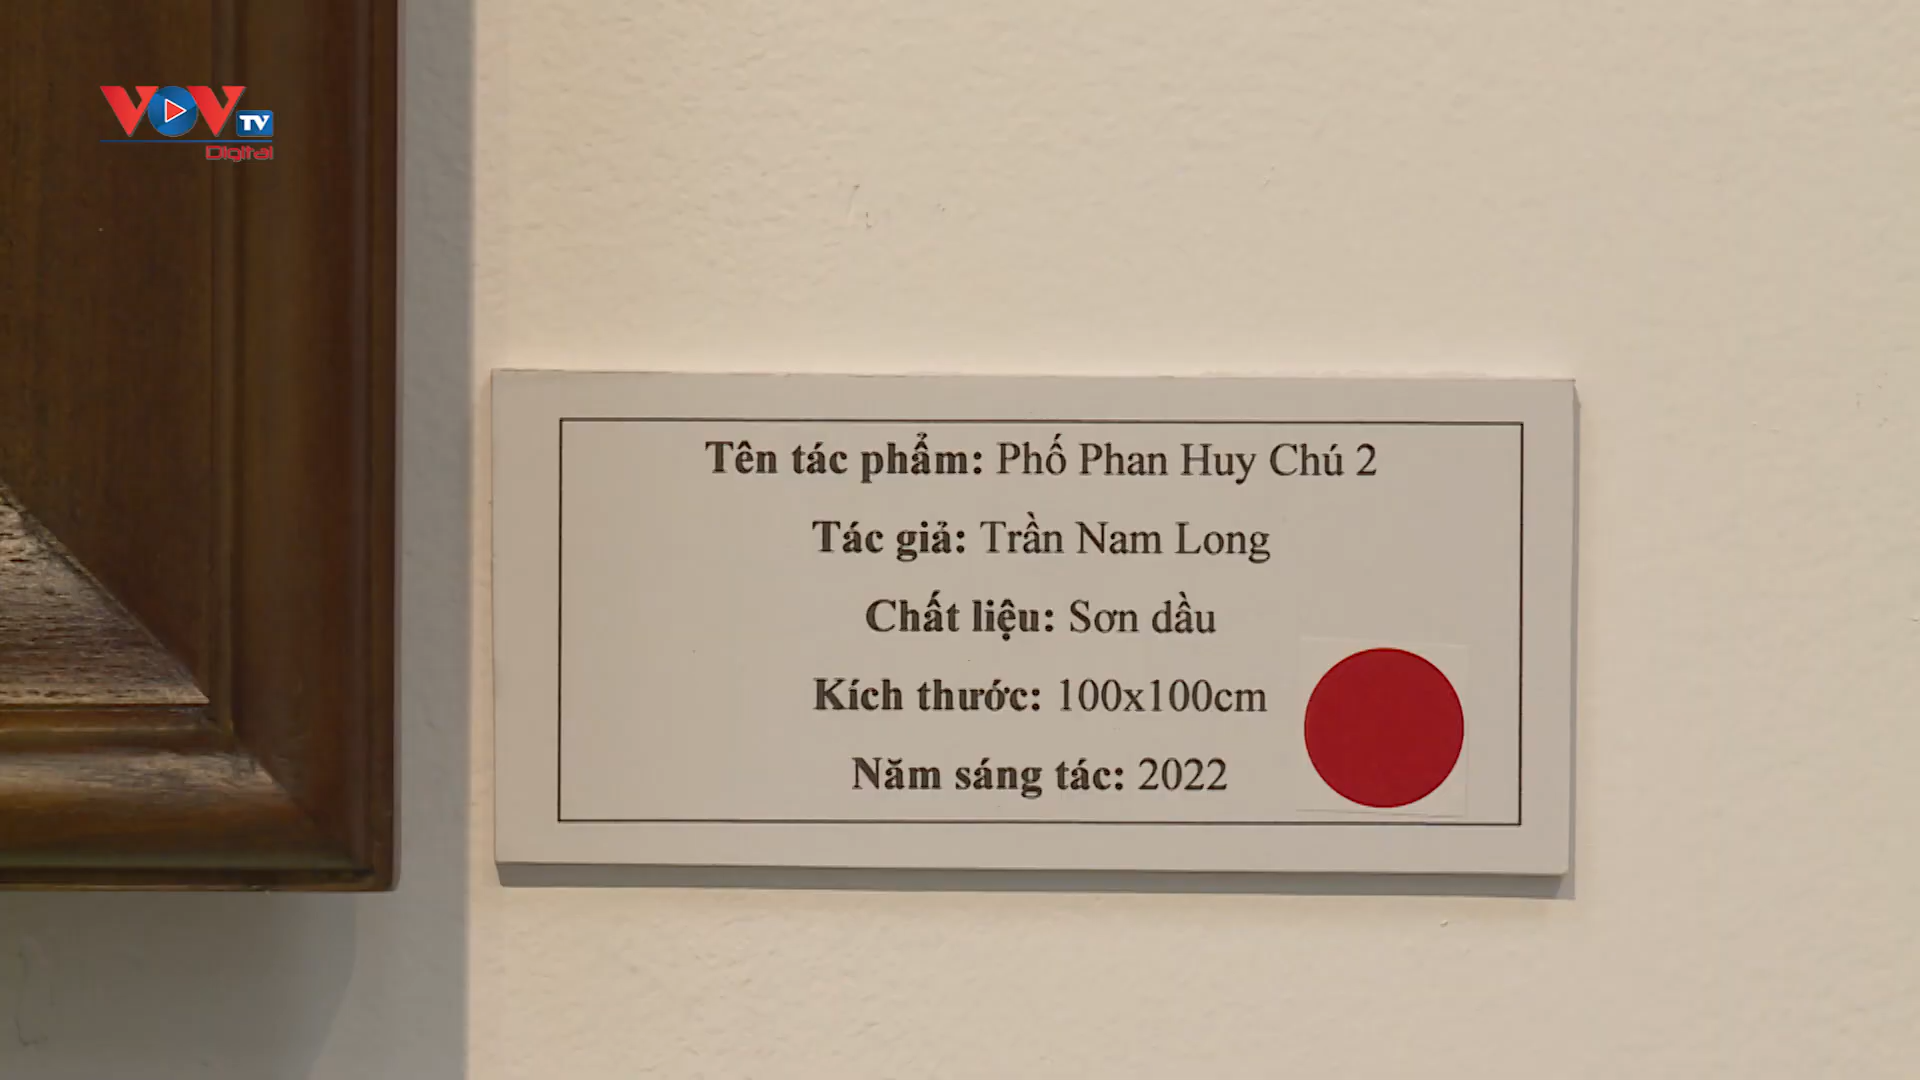 VOV TV
Digital
Tên tác phẩm: Phố Phan Huy Chú 2
Tác giả: Trần Nam Long
Chất liệu: Sơn dầu
Kích thước: 100x100cm
Năm sáng tác: 2022